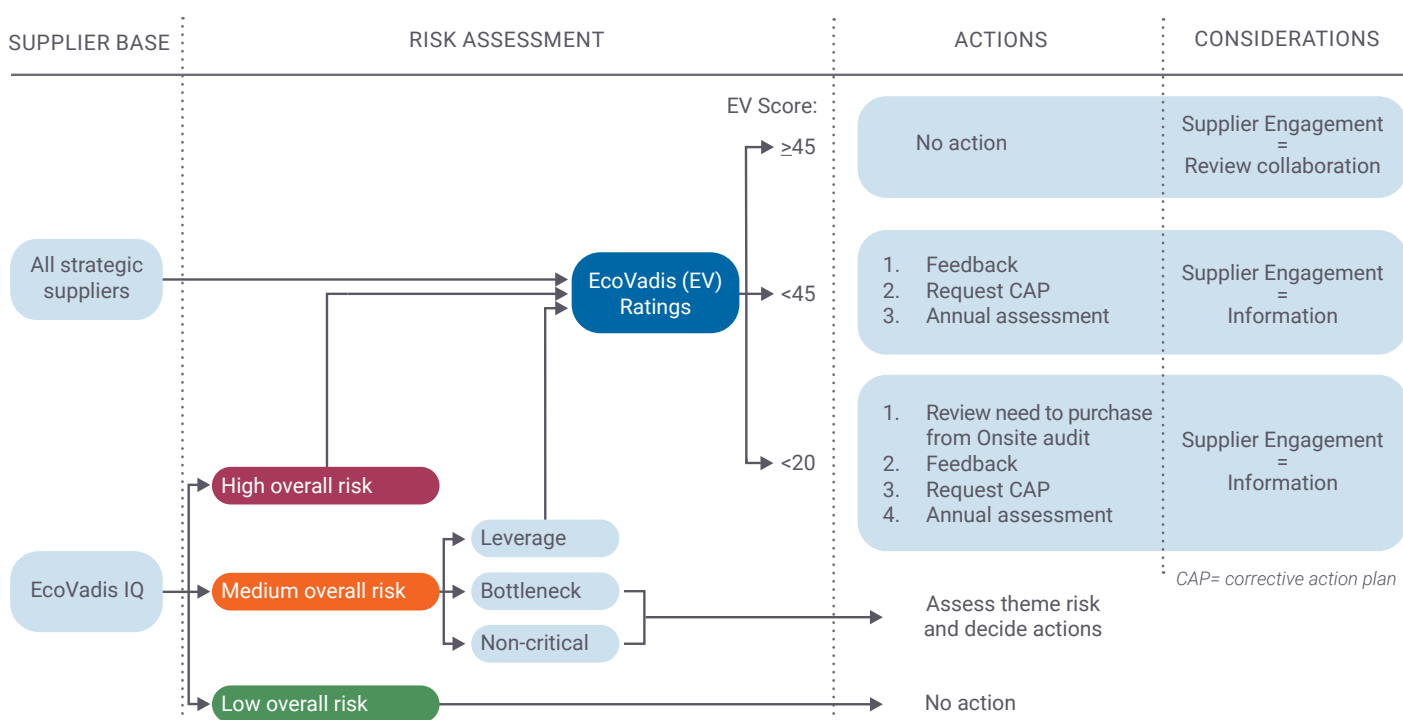 SUPPLIER BASE
RISK ASSESSMENT
ACTIONS
CONSIDERATIONS
EV Score:
≥45
No action
Supplier Engagement
=
Review collaboration
All strategic
suppliers
EcoVadis (EV)
Ratings
<45
1. Feedback
2. Request CAP
3. Annual assessment
Supplier Engagement
=
Information
<20
1. Review need to purchase
from Onsite audit
2. Feedback
3. Request CAP
4. Annual assessment
Supplier Engagement
=
Information
High overall risk
EcoVadis IQ
Medium overall risk
Leverage
Bottleneck
Non-critical
CAP= corrective action plan
Assess theme risk
and decide actions
Low overall risk
No action